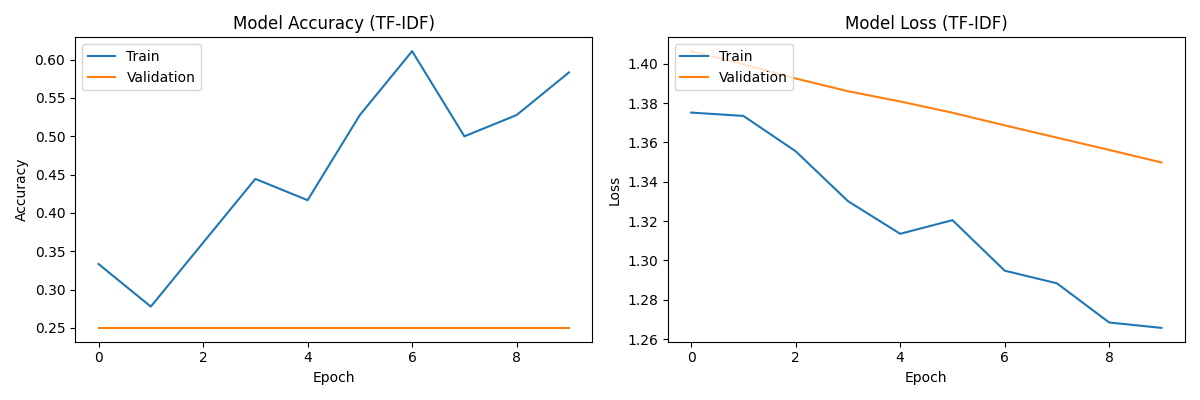 Model Accuracy (TF-IDF)
Train
Validation
0.60
0.55
0.50
0.45
0.40
0.35
0.30
0.25
Accuracy
0 2 4 6 8
Epoch
Model Loss (TF-IDF)
Train
Validation
1.40
1.38
1.36
1.34
1.32
1.30
1.28
1.26
Loss
0 2 4 6 8
Epoch